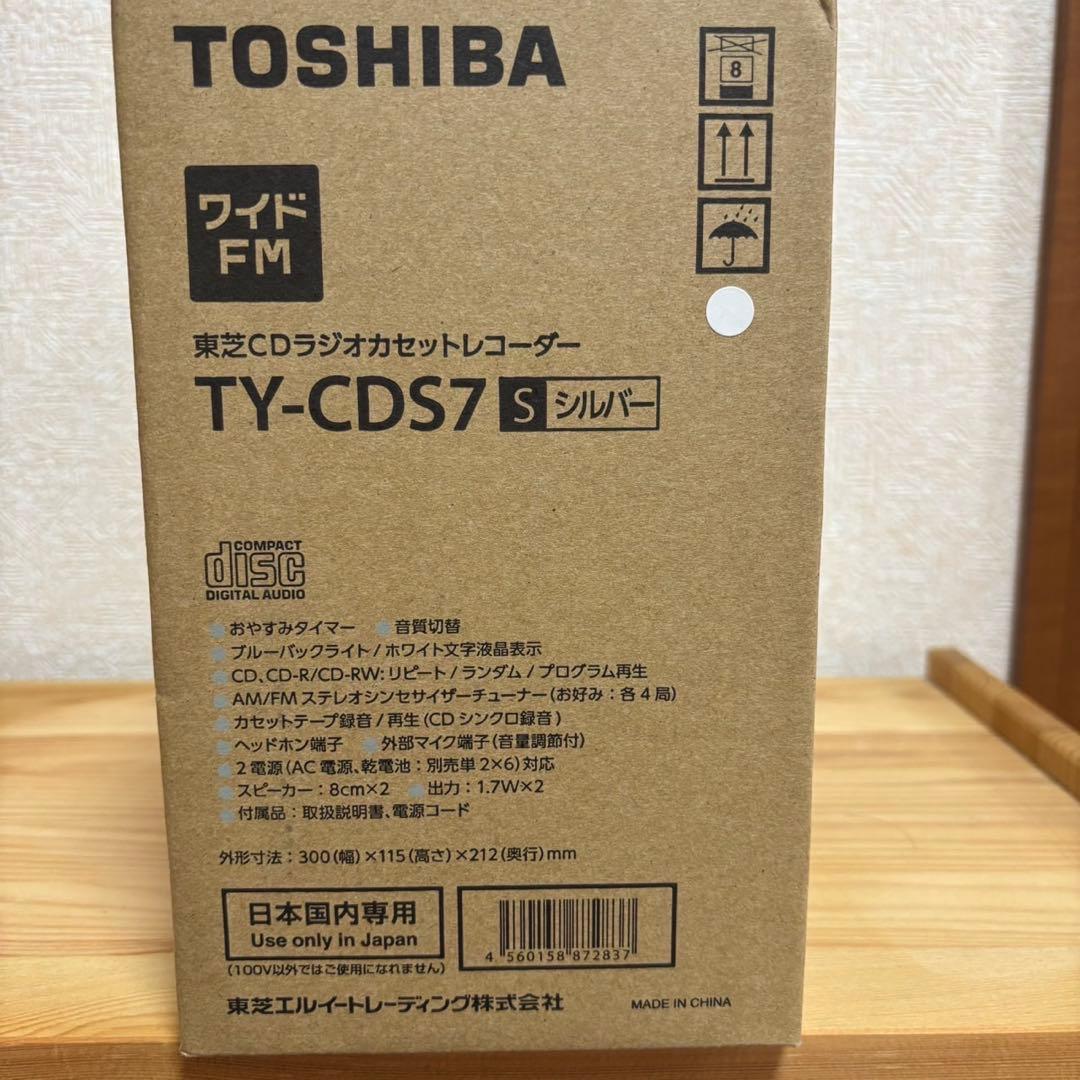 TOSHIBA
8
ワイド
FM
東芝CDラジオカセットレコーダー
TY-CDS7 S シルバー
COMPACT
disc
DIGITAL AUDIO
おやすみタイマー 音質切替
ブルーバックライト/ホワイト文字液晶表示
CD、CD-R/CD-RW:リピート/ランダム/プログラム再生
AM/FMステレオシンセサイザーチューナー(お好み:各4局)
カセットテープ録音/再生(CDシンクロ録音)
ヘッドホン端子 外部マイク端子(音量調節付)
2電源(AC電源、乾電池:別売単2×6)対応
スピーカー:8cm×2 出力:1.7W×2
付属品:取扱説明書、電源コード
外形寸法:300(幅)×115(高さ)×212(奥行)mm
日本国内専用
Use only in Japan
(100V以外ではご使用になれません)
4 560158 872837
東芝エルイートレーディング株式会社
MADE IN CHINA